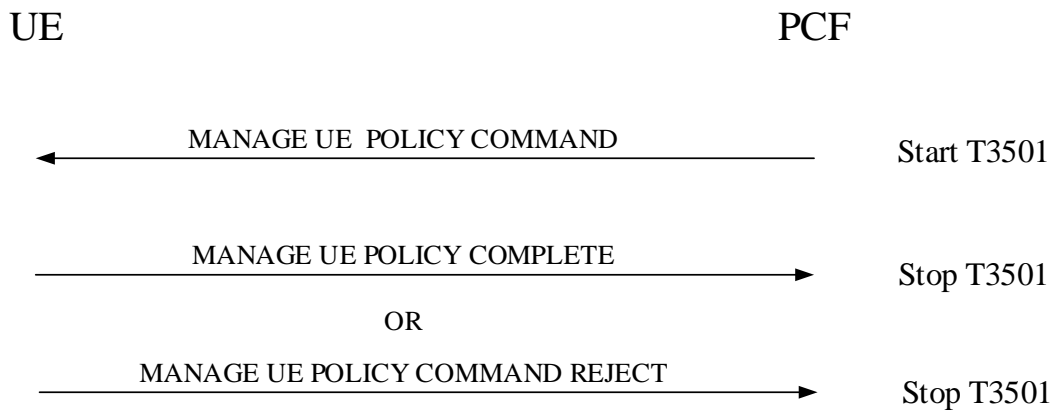 UE PCF
MANAGE UE POLICY COMMAND Start T3501
MANAGE UE POLICY COMPLETE Stop T3501
OR
MANAGE UE POLICY COMMAND REJECT Stop T3501